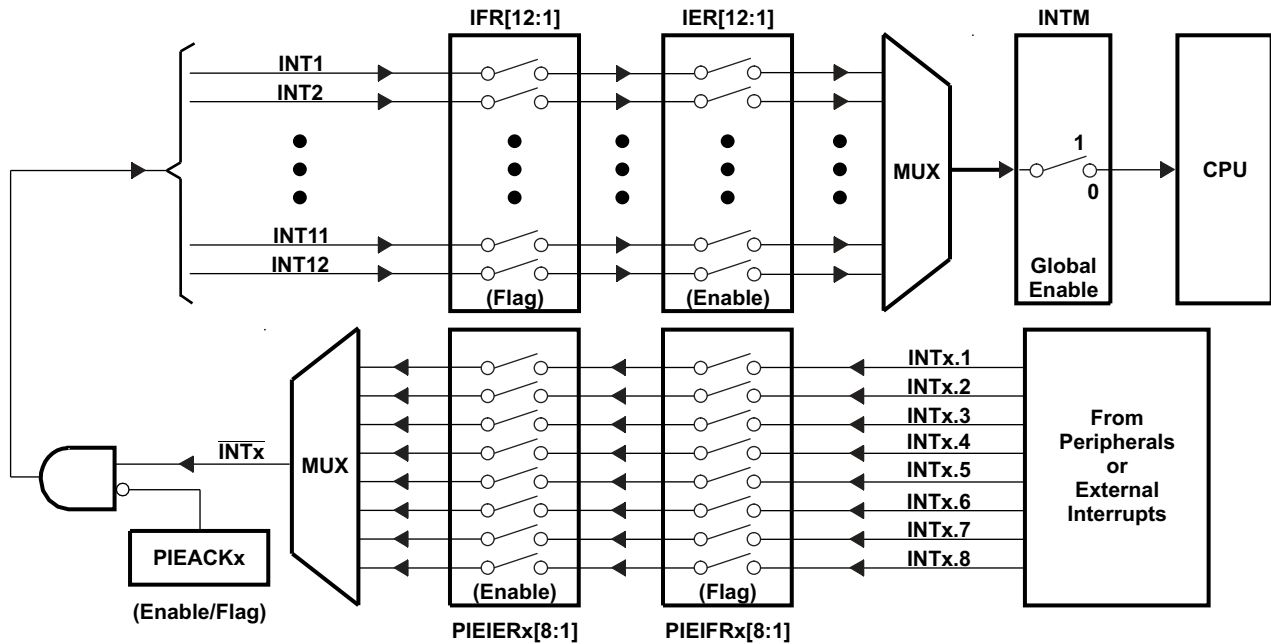 IFR[12:1]
IER[12:1]
INTM
INT1
INT2
1
MUX
CPU
0
INT11
INT12
Global
Enable
(Flag)
(Enable)
INTx.1
INTx.2
INTx.3
INTx.4
INTx.5
INTx.6
INTx.7
INTx.8
From
Peripherals
or
External
Interrupts
INTx
MUX
PIEACKx
(Enable/Flag)
(Enable)
(Flag)
PIEIERx[8:1]
PIEIFRx[8:1]